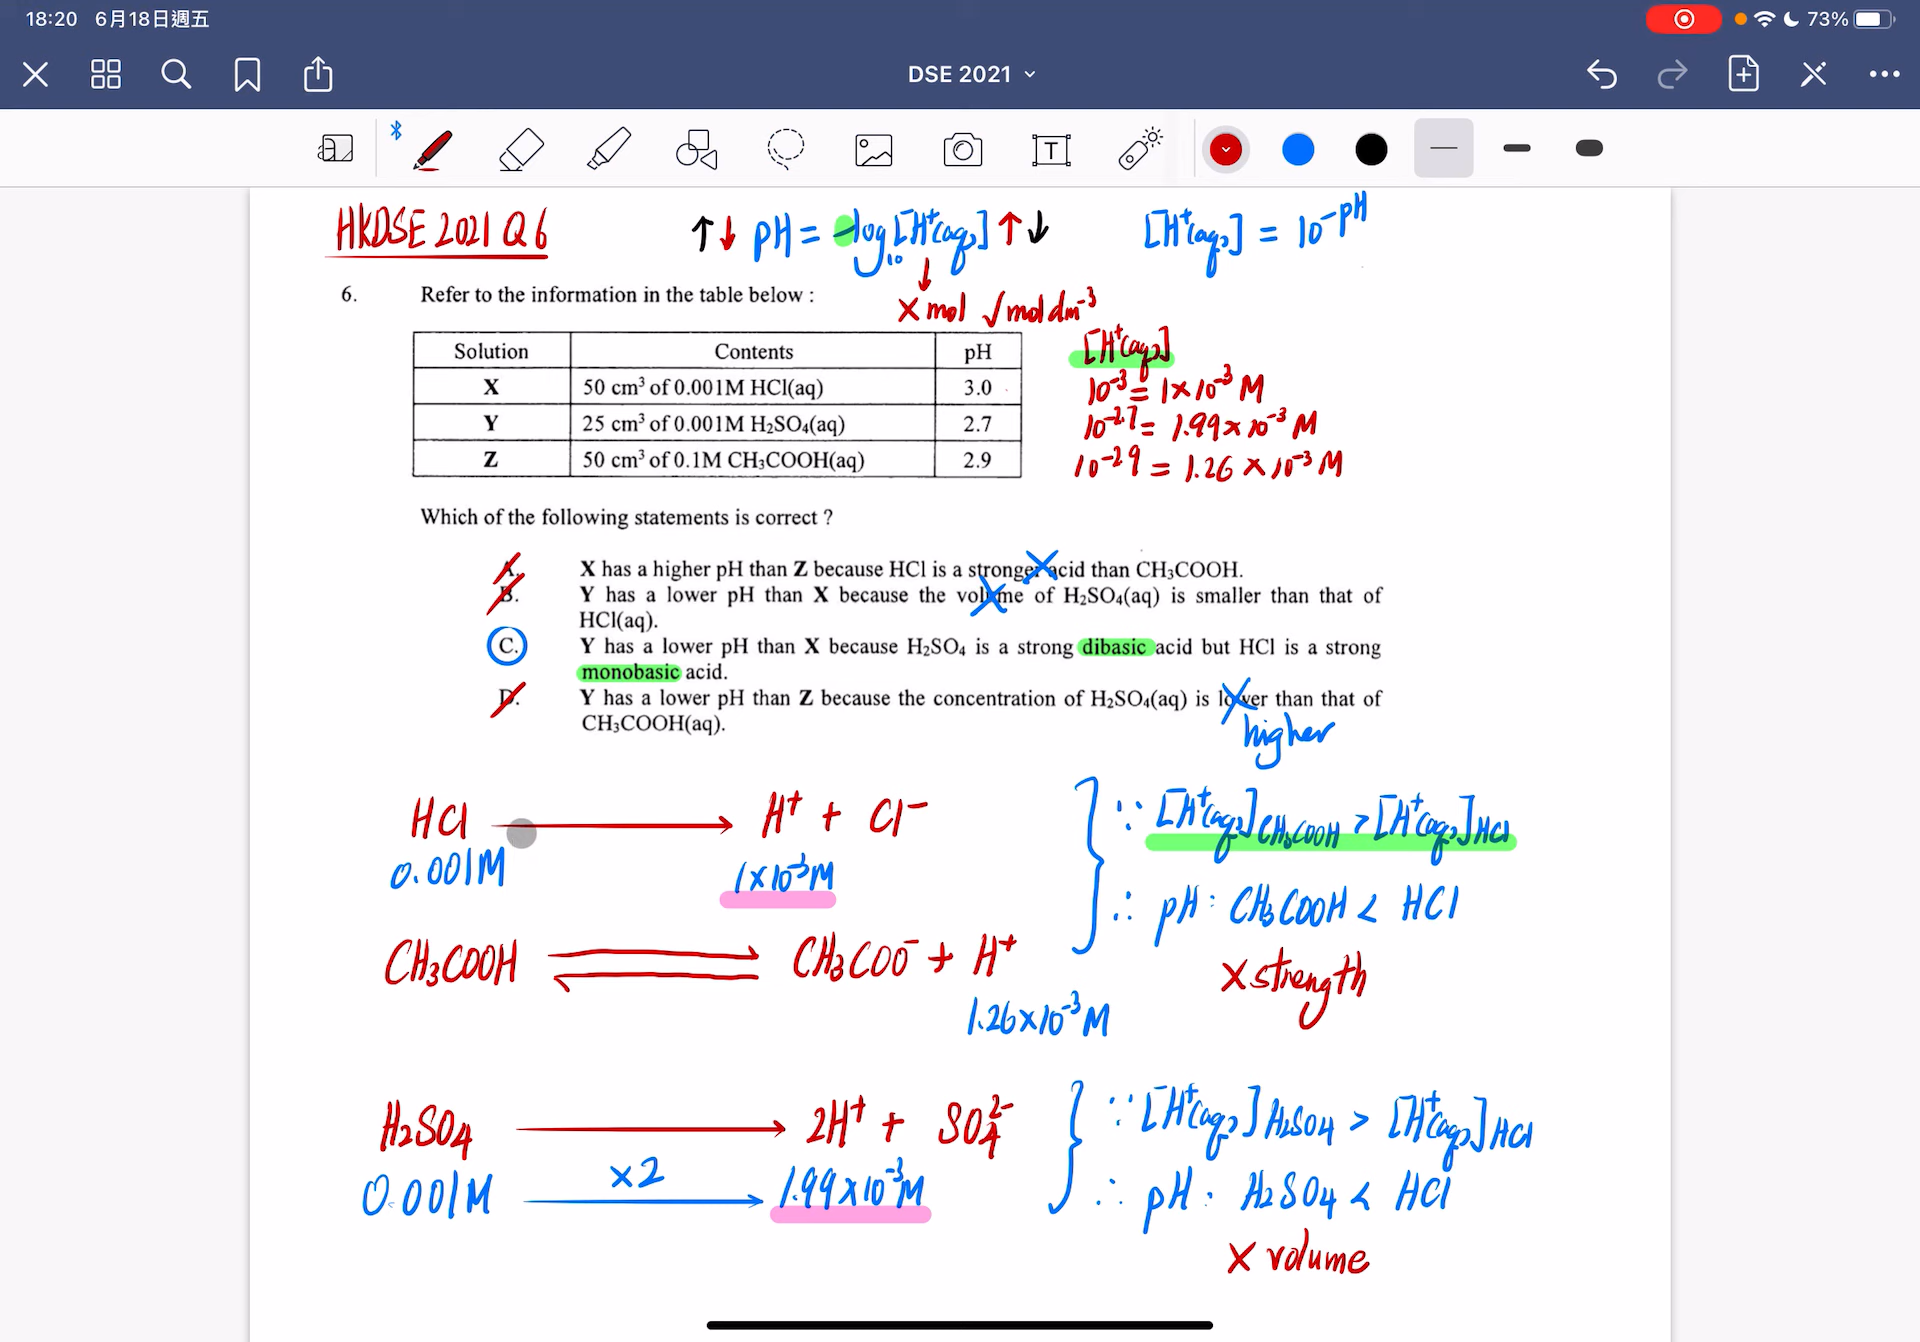 18:20 6月18日週五
73%
DSE 2021
a
T
HKDSE 2021 Q6
↑↓ pH = -log₁₀[H⁺(aq)] ↑↓
[H⁺(aq)] = 10^-pH
↓
X mol √ mol dm⁻³
6. Refer to the information in the table below :
[H⁺(aq)]
Solution Contents pH
X 50 cm³ of 0.001M HCl(aq) 3.0
10⁻³ = 1 × 10⁻³ M
Y 25 cm³ of 0.001M H₂SO₄(aq) 2.7
10^-2.7 = 1.99 × 10⁻³ M
Z 50 cm³ of 0.1M CH₃COOH(aq) 2.9
10^-2.9 = 1.26 × 10⁻³ M
Which of the following statements is correct ?
A. X has a higher pH than Z because HCl is a stronger acid than CH₃COOH.
B. Y has a lower pH than X because the volume of H₂SO₄(aq) is smaller than that of
HCl(aq).
C. Y has a lower pH than X because H₂SO₄ is a strong dibasic acid but HCl is a strong
monobasic acid.
D. Y has a lower pH than Z because the concentration of H₂SO₄(aq) is lower than that of
CH₃COOH(aq).
higher
HCl → H⁺ + Cl⁻
0.001M 1×10⁻³M
∵ [H⁺(aq)]CH₃COOH > [H⁺(aq)]HCl
∴ pH : CH₃COOH < HCl
CH₃COOH ⇌ CH₃COO⁻ + H⁺
1.26×10⁻³M
X strength
H₂SO₄ → 2H⁺ + SO₄²⁻
0.001M ×2 → 1.99×10⁻³M
∵ [H⁺(aq)]H₂SO₄ > [H⁺(aq)]HCl
∴ pH : H₂SO₄ < HCl
X volume